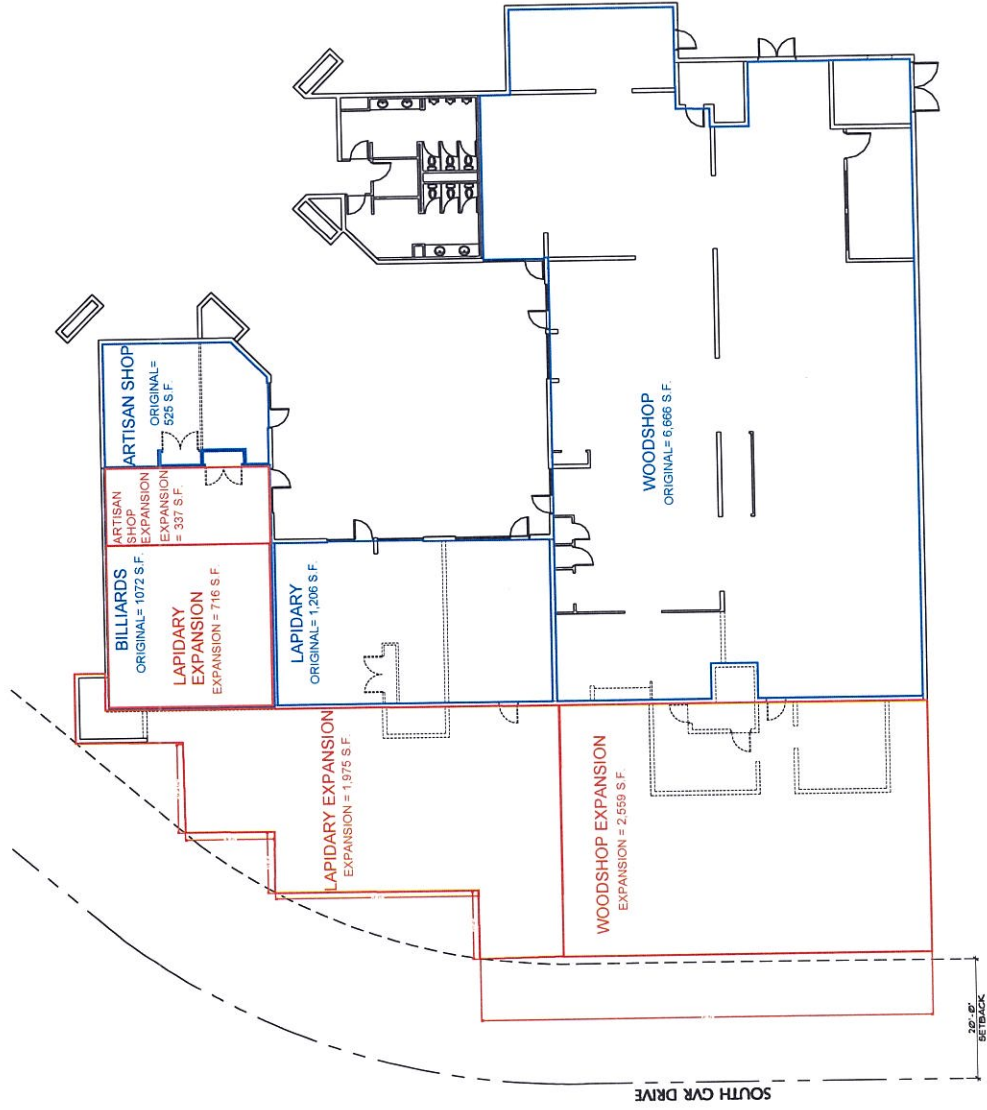 ARTISAN SHOP
ORIGINAL=
525 S.F.
ARTISAN
SHOP
EXPANSION
EXPANSION
= 337 S.F.
BILLIARDS
ORIGINAL= 1072 S.F.
LAPIDARY
EXPANSION
EXPANSION = 716 S.F.
LAPIDARY
ORIGINAL= 1,206 S.F.
WOODSHOP
ORIGINAL= 6,666 S.F.
LAPIDARY EXPANSION
EXPANSION = 1,975 S.F.
WOODSHOP EXPANSION
EXPANSION = 2,559 S.F.
20'-0"
SETBACK
SOUTH GVR DRIVE